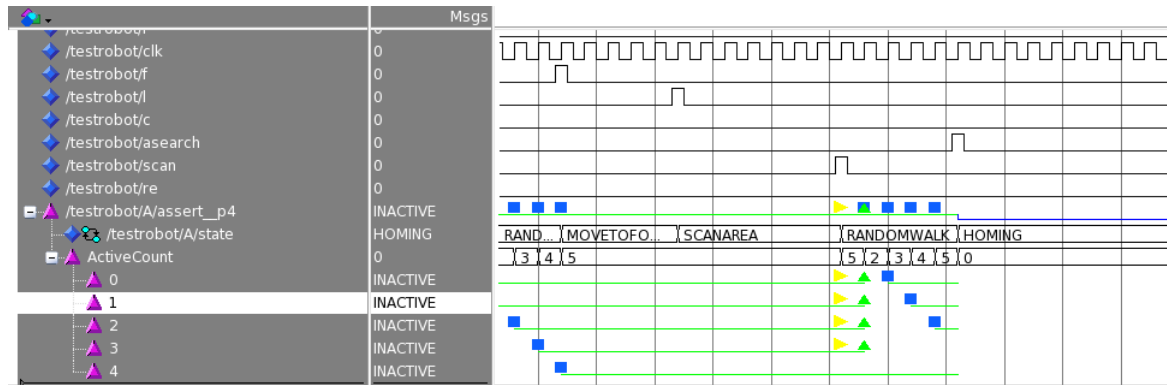 Msgs
/testrobot/clk 0
/testrobot/f 0
/testrobot/l 0
/testrobot/c 0
/testrobot/asearch 0
/testrobot/scan 0
/testrobot/re 0
/testrobot/A/assert__p4 INACTIVE
/testrobot/A/state HOMING RAND... MOVETOFO... SCANAREA RANDOMWALK HOMING
ActiveCount 0 3 4 5 5 2 3 4 5 0
0 INACTIVE
1 INACTIVE
2 INACTIVE
3 INACTIVE
4 INACTIVE